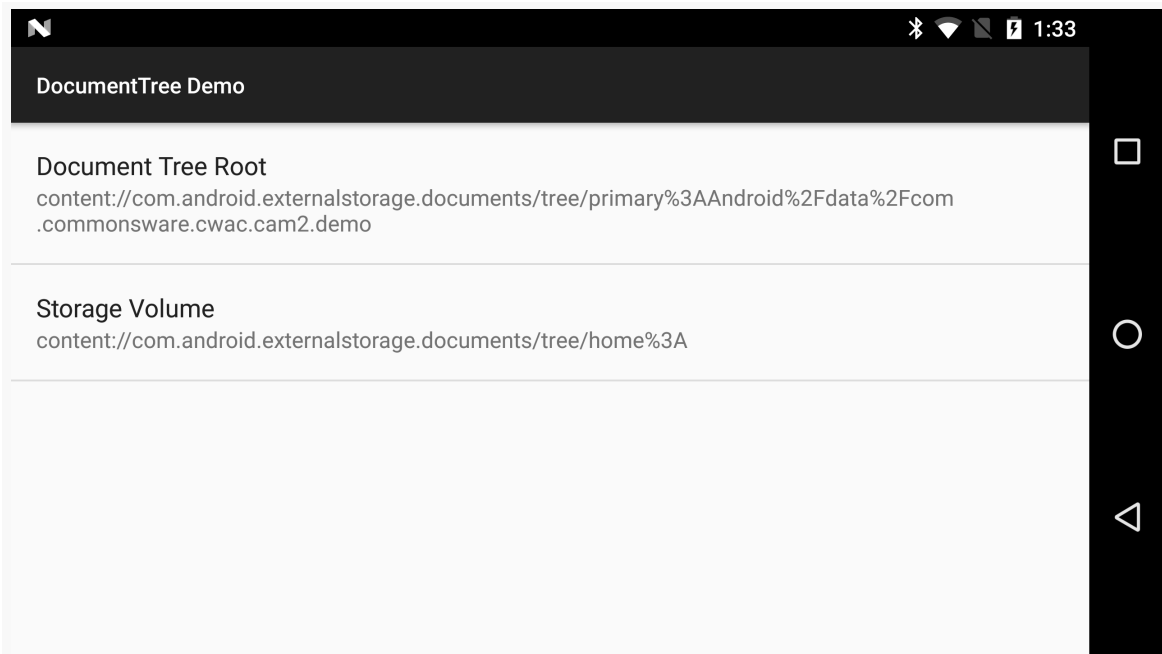 1:33
DocumentTree Demo
Document Tree Root
content://com.android.externalstorage.documents/tree/primary%3AAndroid%2Fdata%2Fcom
.commonsware.cwac.cam2.demo
Storage Volume
content://com.android.externalstorage.documents/tree/home%3A